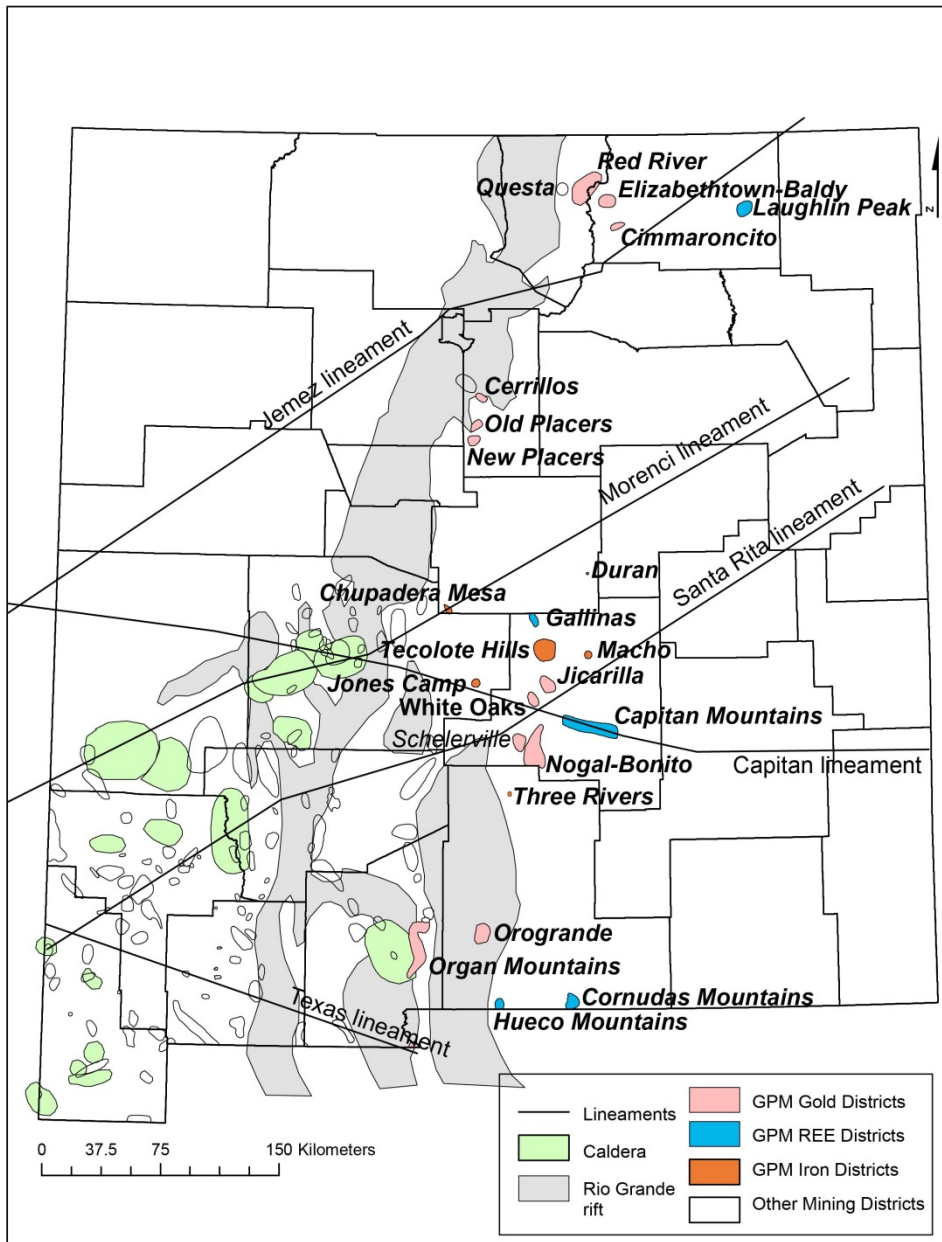 Red River
Questa
Elizabethtown-Baldy
Laughlin Peak
N
Cimmaroncito
Jemez lineament
Cerrillos
Old Placers
New Placers
Morenci lineament
Santa Rita lineament
Duran
Chupadera Mesa
Gallinas
Tecolote Hills
Macho
Jones Camp
Jicarilla
White Oaks
Capitan Mountains
Schelerville
Nogal-Bonito
Capitan lineament
Three Rivers
Orogrande
Organ Mountains
Texas lineament
Cornudas Mountains
Hueco Mountains
0 37.5 75 150 Kilometers
Lineaments
Caldera
Rio Grande
rift
GPM Gold Districts
GPM REE Districts
GPM Iron Districts
Other Mining Districts